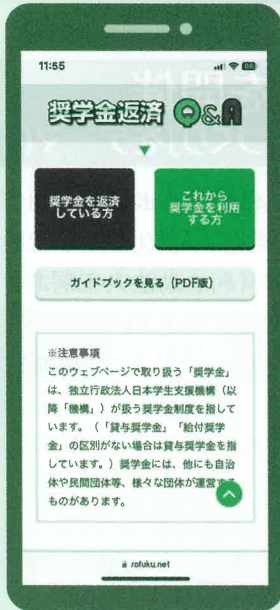 11:55
奨学金返済 Q&A
奨学金を返済
している方
これから
奨学金を利用
する方
ガイドブックを見る（PDF版）
※注意事項
このウェブページで取り扱う「奨学金」
は、独立行政法人日本学生支援機構（以
降「機構」）が扱う奨学金制度を指して
います。（「貸与奨学金」「給付奨学
金」の区別がない場合は貸与奨学金を指
しています。）奨学金には、他にも自治
体や民間団体等、様々な団体が運営する
ものがあります。
rofuku.net